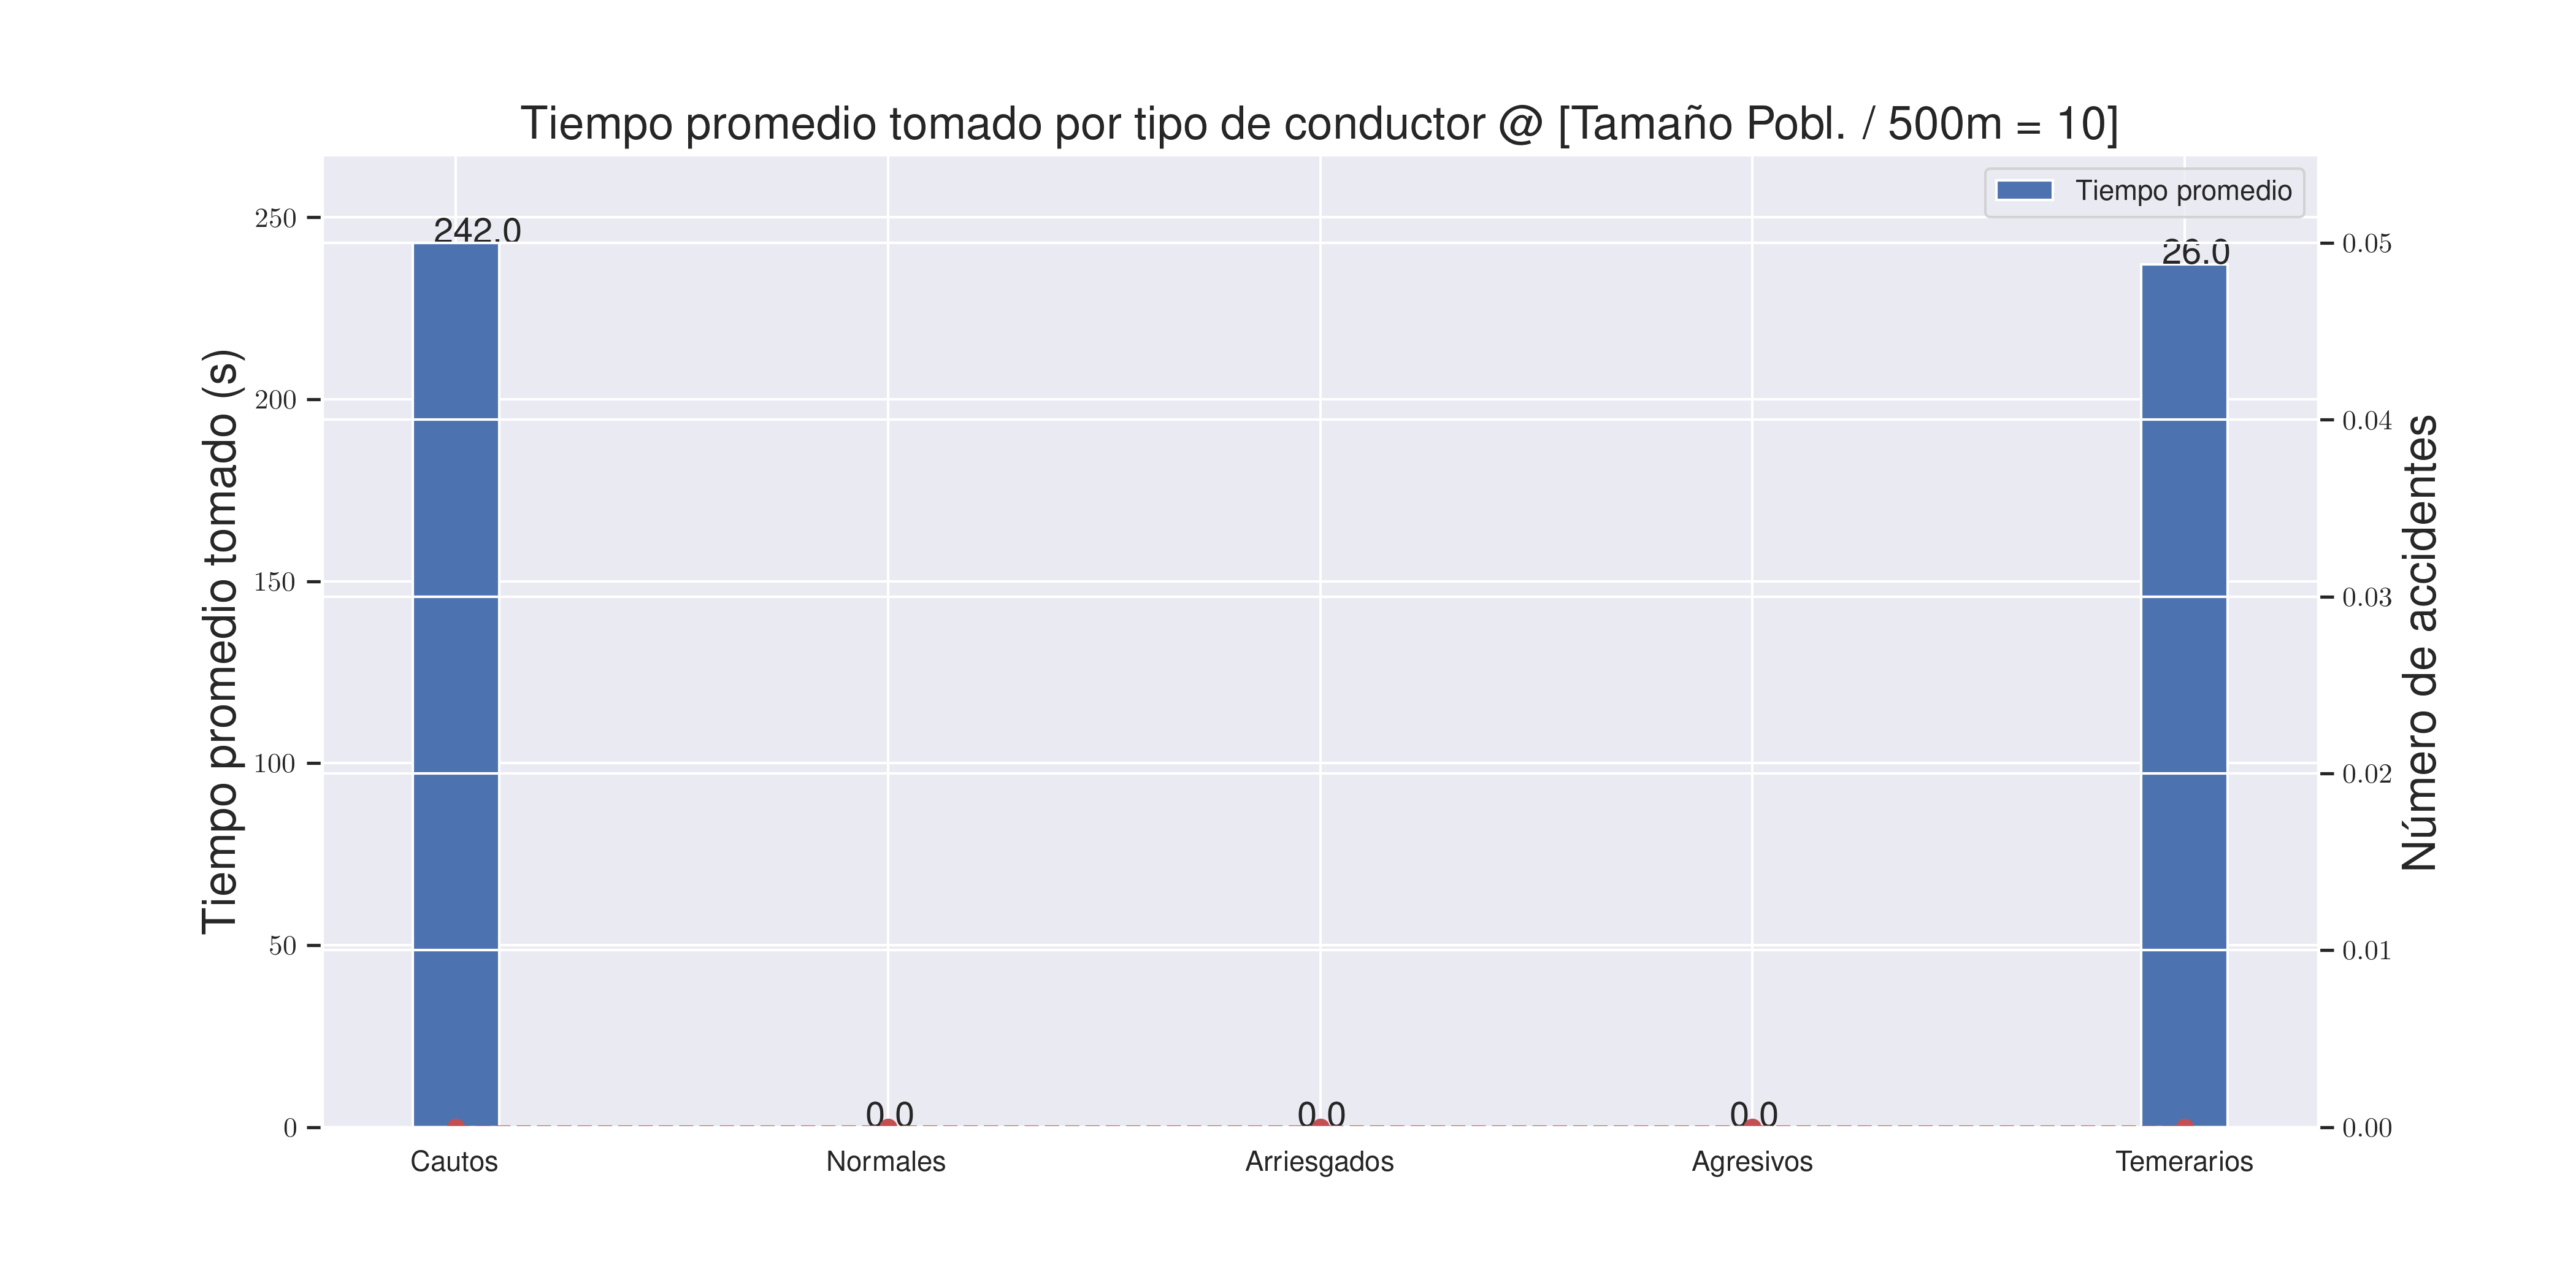 Tiempo promedio tomado por tipo de conductor @ [Tamaño Pobl. / 500m = 10]
Tiempo promedio
Tiempo promedio tomado (s)
250
200
150
100
50
0
242.0
0.0
0.0
0.0
26.0
0.05
0.04
0.03
0.02
0.01
0.00
Número de accidentes
Cautos
Normales
Arriesgados
Agresivos
Temerarios